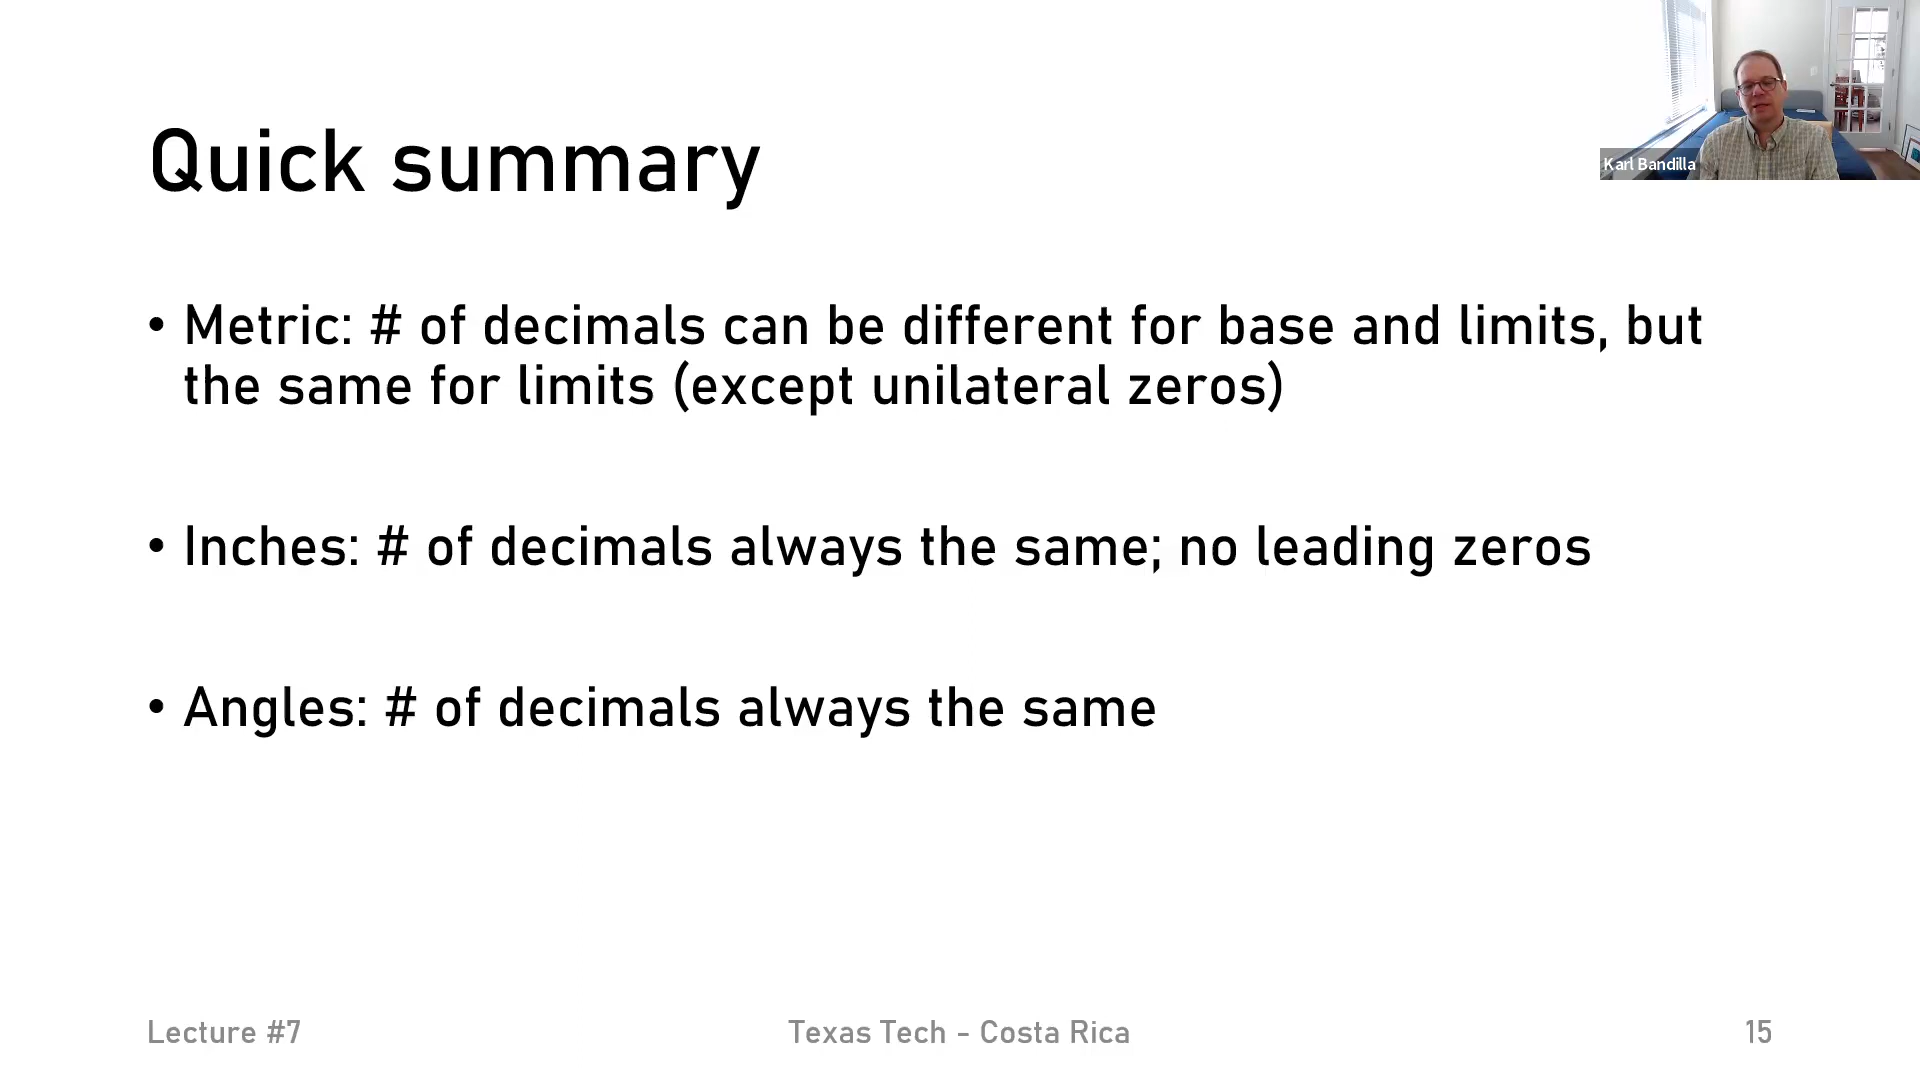 Karl Bandilla
Quick summary
• Metric: # of decimals can be different for base and limits, but
the same for limits (except unilateral zeros)
• Inches: # of decimals always the same; no leading zeros
• Angles: # of decimals always the same
Lecture #7
Texas Tech - Costa Rica
15